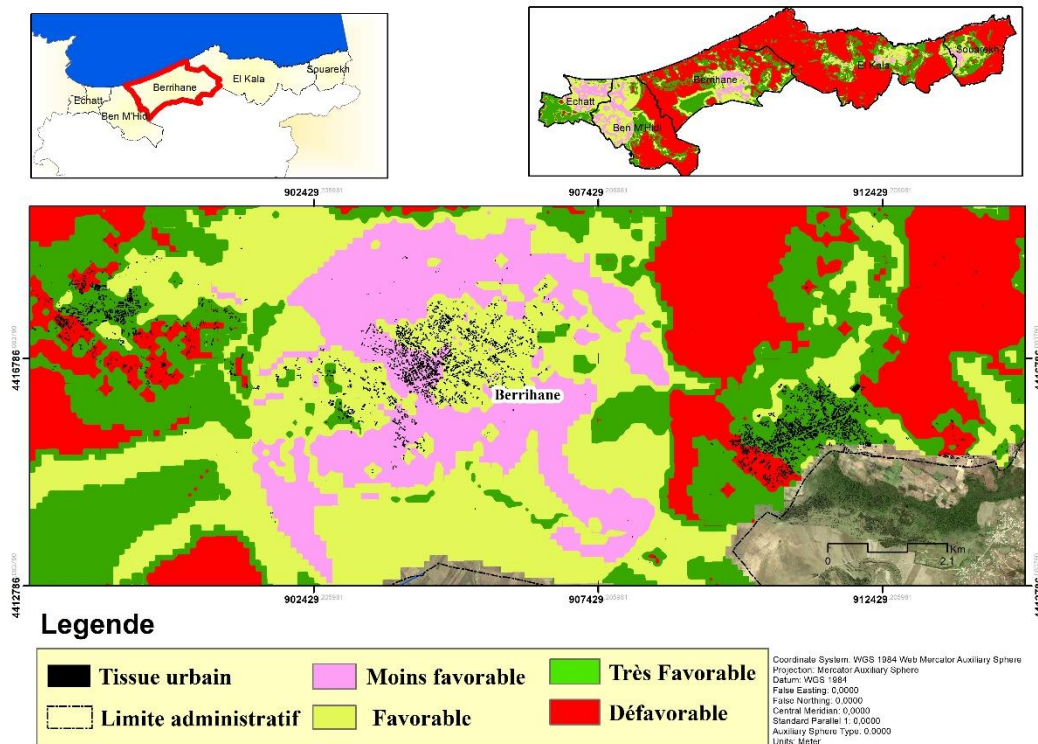 Echatt
Ben M'Hidi
Berrihane
El Kala
Souarekh
Echatt
Ben M'Hidi
Berrihane
El Kala
Souarekh
902429
907429
912429
4416786
4416786
Berrihane
Km
0
2.1
4412786
4412786
902429
907429
912429
Legende
Tissue urbain
Moins favorable
Très Favorable
Limite administratif
Favorable
Défavorable
Coordinate System: WGS 1984 Web Mercator Auxiliary Sphere
Projection: Mercator Auxiliary Sphere
Datum: WGS 1984
False Easting: 0,0000
False Northing: 0,0000
Central Meridian: 0,0000
Standard Parallel 1: 0,0000
Auxiliary Sphere Type: 0.0000
Units: Meter